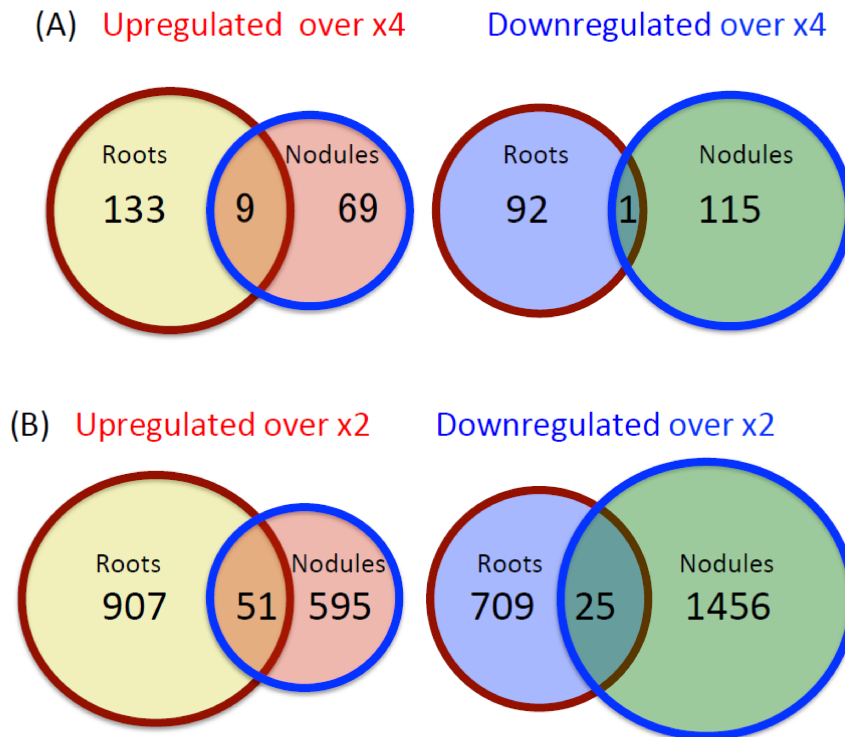 (A) Upregulated over x4 Downregulated over x4
Roots Nodules Roots Nodules
133 9 69 92 1 115
(B) Upregulated over x2 Downregulated over x2
Roots Nodules Roots Nodules
907 51 595 709 25 1456